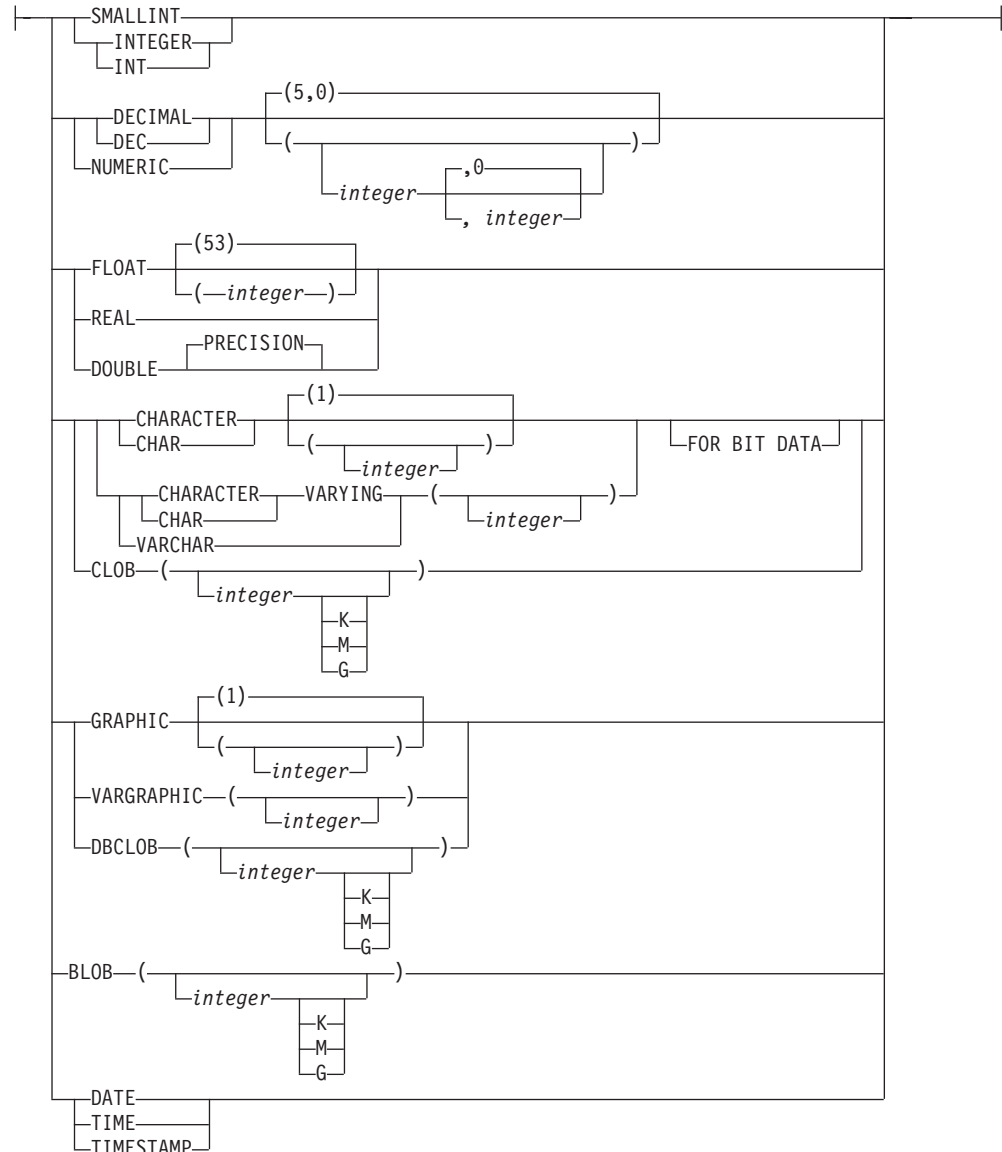 SMALLINT
INTEGER
INT
(5,0)
DECIMAL
DEC ( )
NUMERIC ,0
integer
, integer
(53)
FLOAT
( integer )
REAL
PRECISION
DOUBLE
(1)
CHARACTER
CHAR ( ) FOR BIT DATA
integer
CHARACTER VARYING ( )
CHAR integer
VARCHAR
CLOB ( )
integer
K
M
G
(1)
GRAPHIC
( )
integer
VARGRAPHIC ( )
integer
DBCLOB ( )
integer
K
M
G
BLOB ( )
integer
K
M
G
DATE
TIME
TIMESTAMP